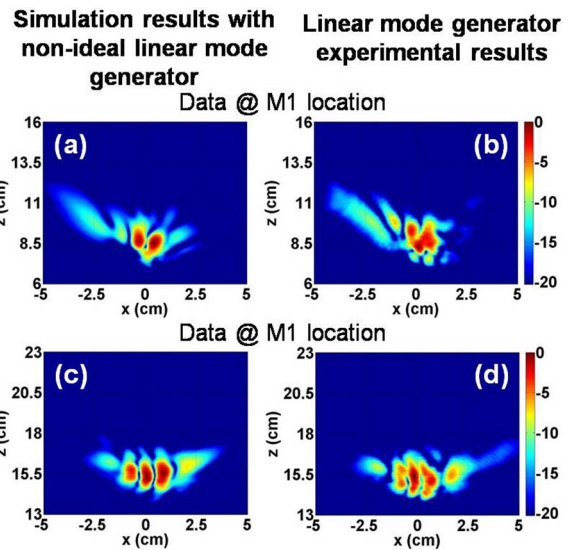 Simulation results with
non-ideal linear mode
generator
Linear mode generator
experimental results
Data @ M1 location
(a)
z (cm)
16
13.5
11
8.5
6
-5 -2.5 0 2.5 5
x (cm)
(b)
16
13.5
11
8.5
6
-5 -2.5 0 2.5 5
x (cm)
0
-5
-10
-15
-20
Data @ M1 location
(c)
z (cm)
23
20.5
18
15.5
13
-5 -2.5 0 2.5 5
x (cm)
(d)
z (cm)
23
20.5
18
15.5
13
-5 -2.5 0 2.5 5
x (cm)
0
-5
-10
-15
-20